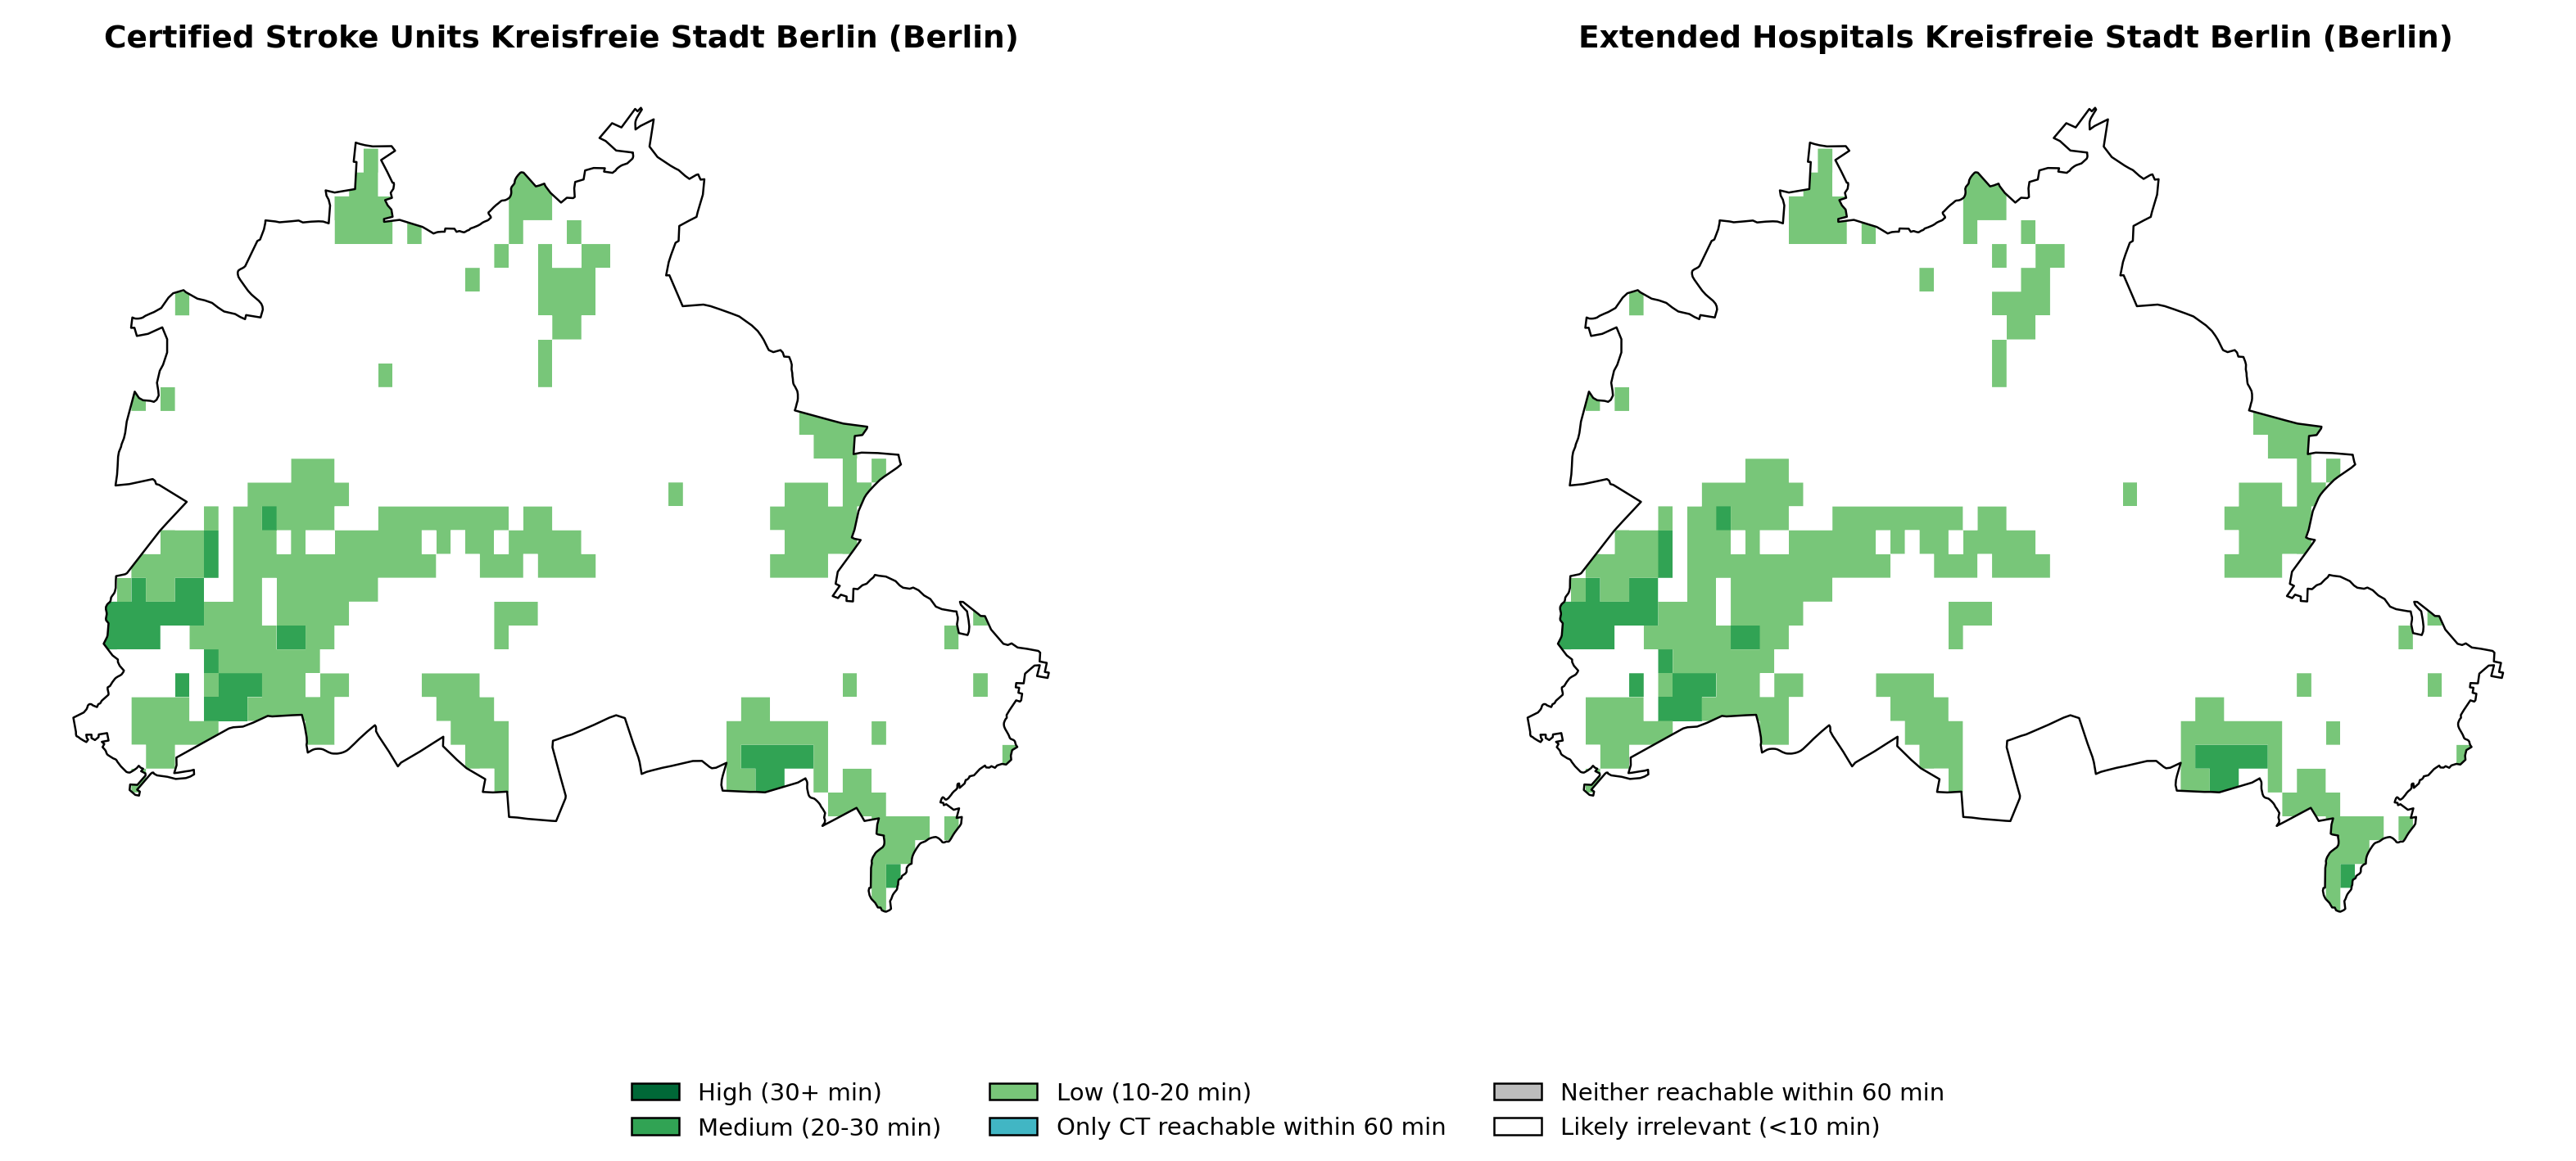 Certified Stroke Units Kreisfreie Stadt Berlin (Berlin)
Extended Hospitals Kreisfreie Stadt Berlin (Berlin)
High (30+ min)
Medium (20-30 min)
Low (10-20 min)
Only CT reachable within 60 min
Neither reachable within 60 min
Likely irrelevant (<10 min)